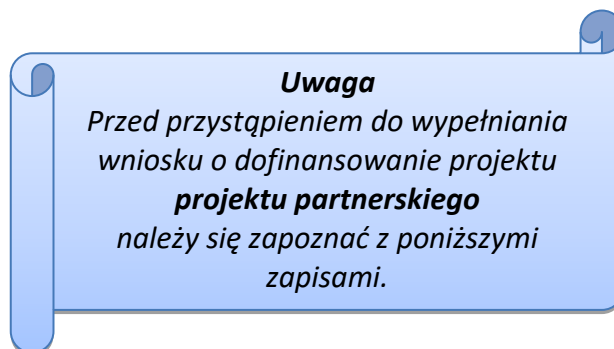 Uwaga
Przed przystąpieniem do wypełniania
wniosku o dofinansowanie projektu
projektu partnerskiego
należy się zapoznać z poniższymi
zapisami.